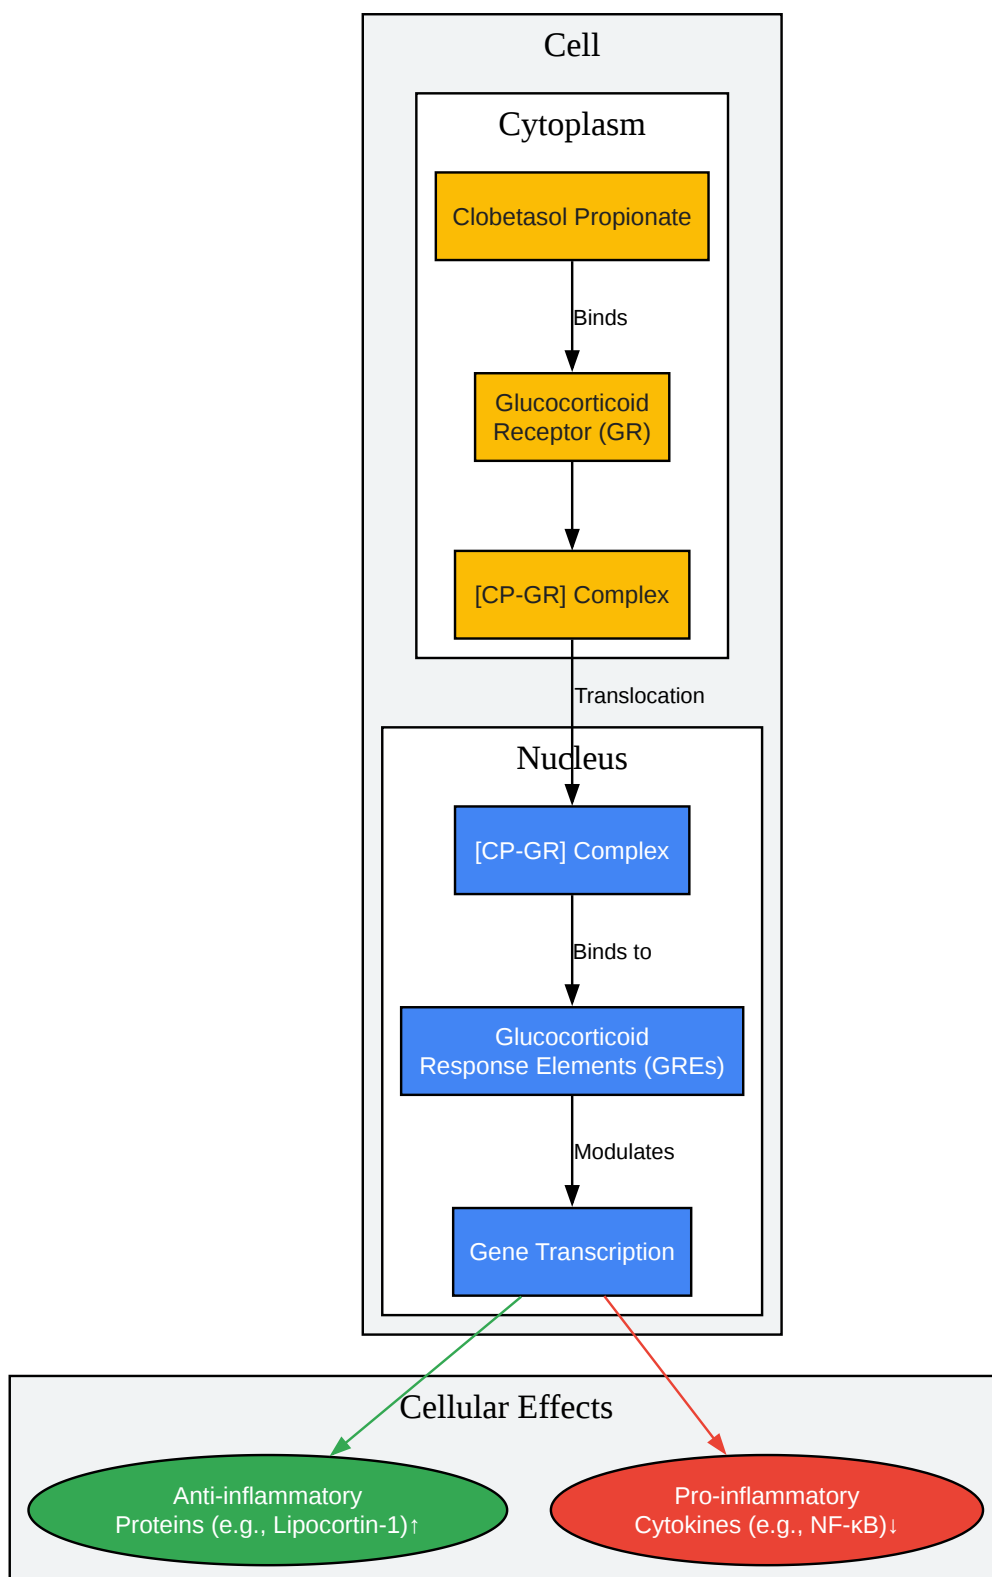 Cell
Cytoplasm
Clobetasol Propionate
Binds
Glucocorticoid
Receptor (GR)
[CP-GR] Complex
Translocation
Nucleus
[CP-GR] Complex
Binds to
Glucocorticoid
Response Elements (GREs)
Modulates
Gene Transcription
Cellular Effects
Anti-inflammatory
Proteins (e.g., Lipocortin-1)↑
Pro-inflammatory
Cytokines (e.g., NF-κB)↓